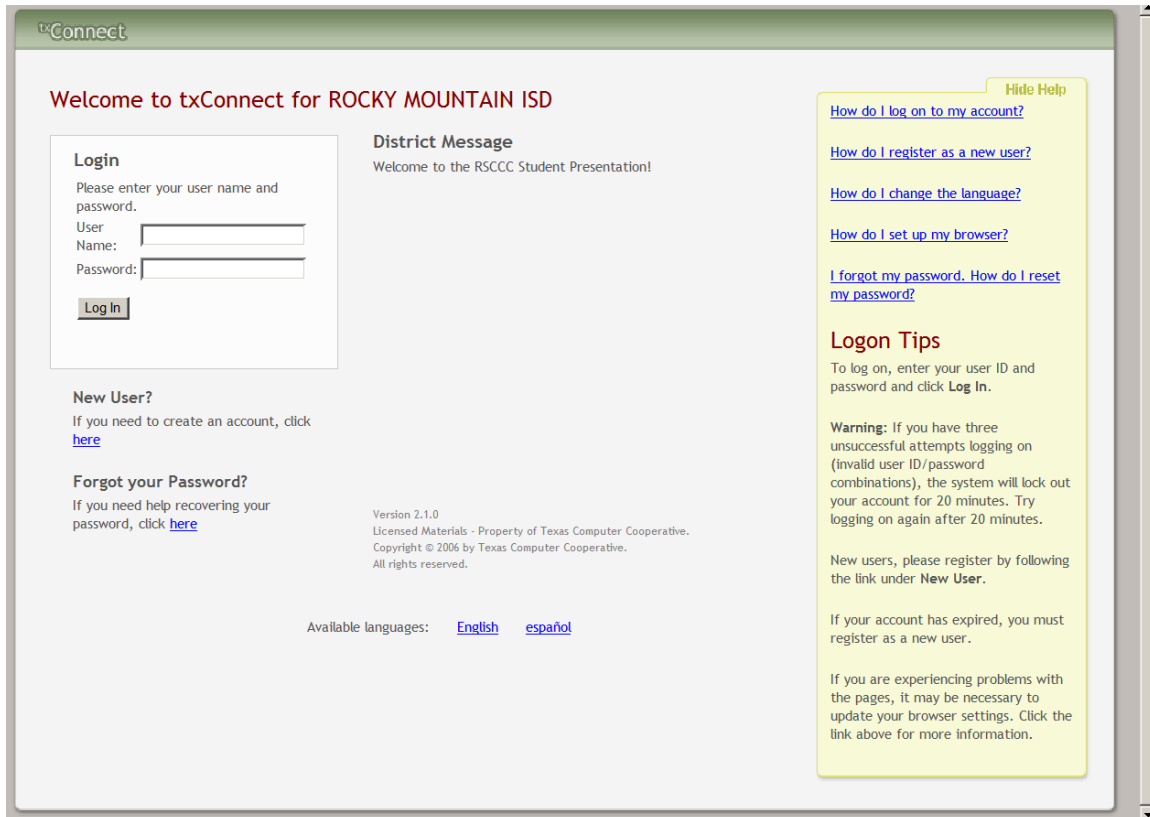 txConnect
Welcome to txConnect for ROCKY MOUNTAIN ISD
Login
Please enter your user name and
password.
User
Name:
Password:
Log In
New User?
If you need to create an account, click
here
Forgot your Password?
If you need help recovering your
password, click here
District Message
Welcome to the RSCCC Student Presentation!
Version 2.1.0
Licensed Materials - Property of Texas Computer Cooperative.
Copyright © 2006 by Texas Computer Cooperative.
All rights reserved.
Available languages: English español
Hide Help
How do I log on to my account?
How do I register as a new user?
How do I change the language?
How do I set up my browser?
I forgot my password. How do I reset
my password?
Logon Tips
To log on, enter your user ID and
password and click Log In.
Warning: If you have three
unsuccessful attempts logging on
(invalid user ID/password
combinations), the system will lock out
your account for 20 minutes. Try
logging on again after 20 minutes.
New users, please register by following
the link under New User.
If your account has expired, you must
register as a new user.
If you are experiencing problems with
the pages, it may be necessary to
update your browser settings. Click the
link above for more information.